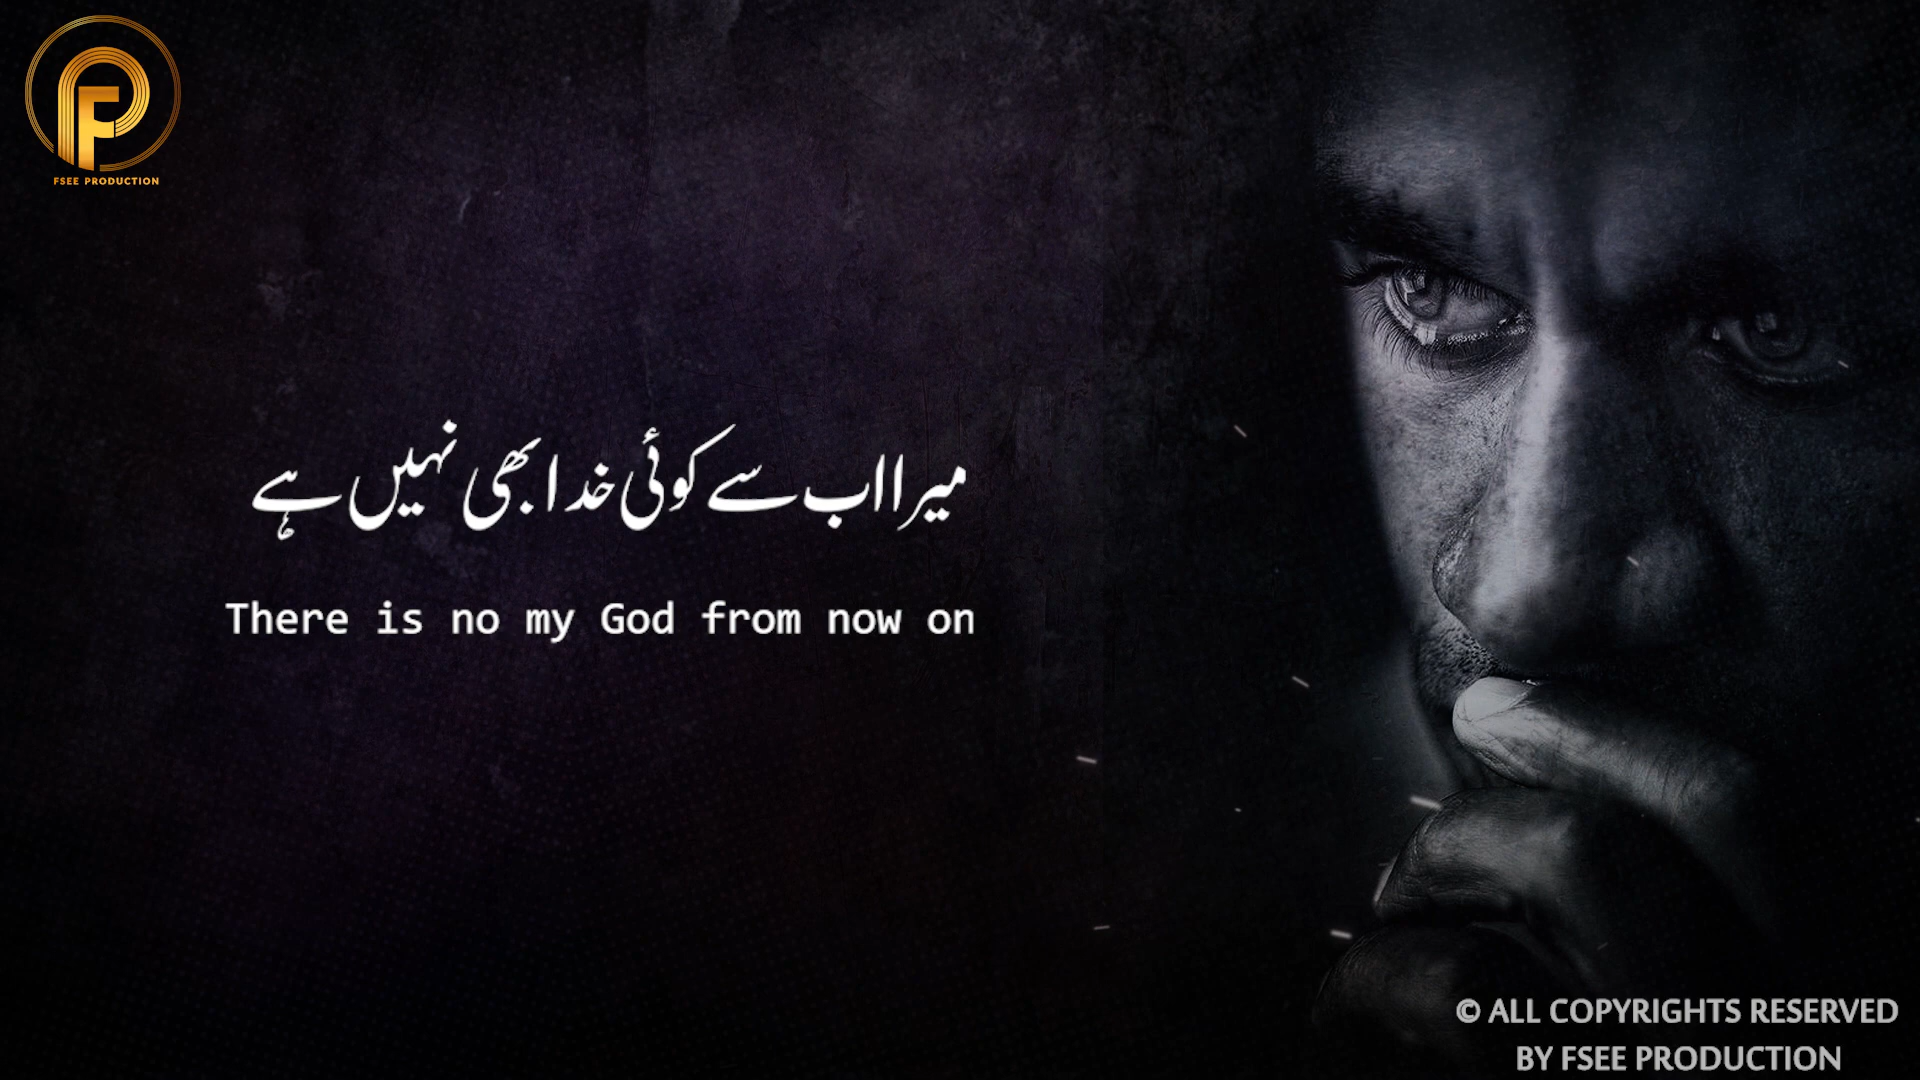 FSEE PRODUCTION
میرا اب سے کوئی خدا بھی نہیں ہے
There is no my God from now on
© ALL COPYRIGHTS RESERVED
BY FSEE PRODUCTION